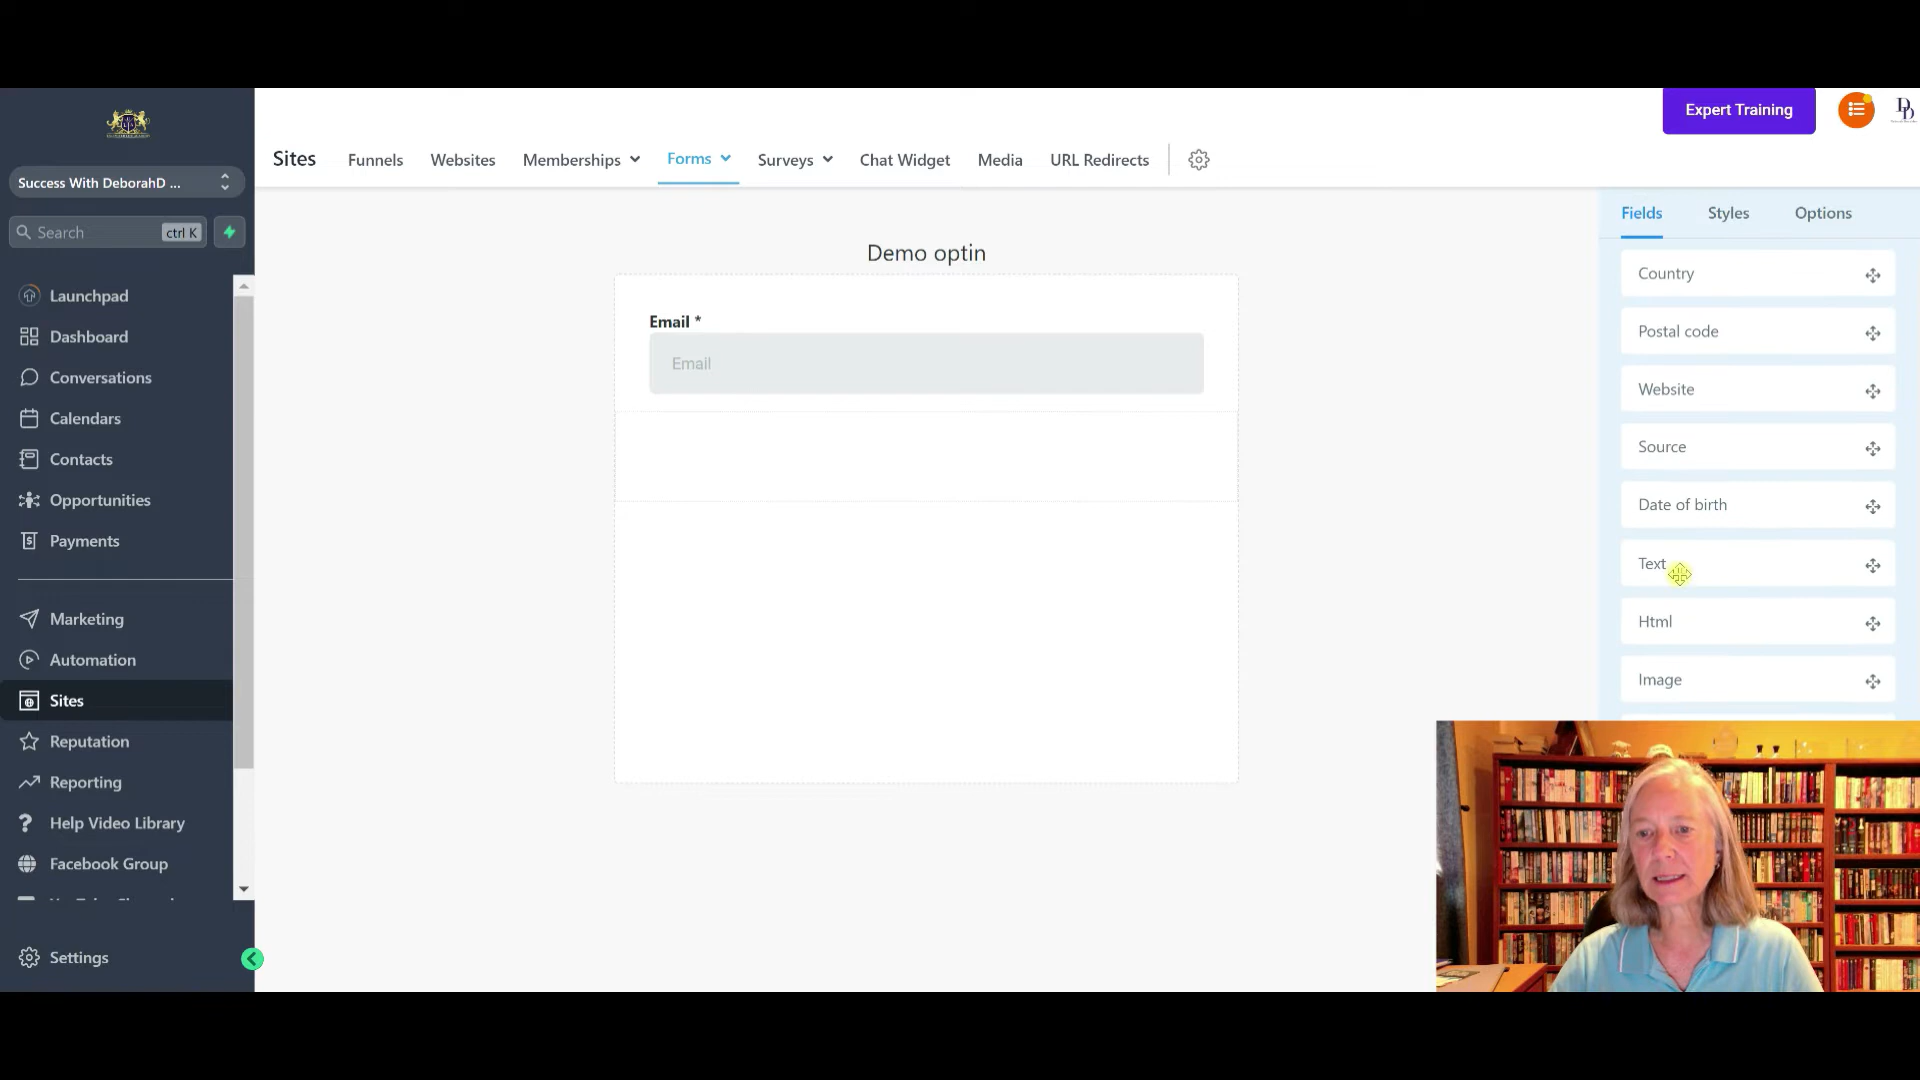 Expert Training
Sites
Funnels
Websites
Memberships
Forms
Surveys
Chat Widget
Media
URL Redirects
Success With DeborahD ...
Search
ctrl K
Launchpad
Dashboard
Conversations
Calendars
Contacts
Opportunities
Payments
Marketing
Automation
Sites
Reputation
Reporting
Help Video Library
Facebook Group
Settings
Demo optin
Email *
Email
Fields
Styles
Options
Country
Postal code
Website
Source
Date of birth
Text
Html
Image